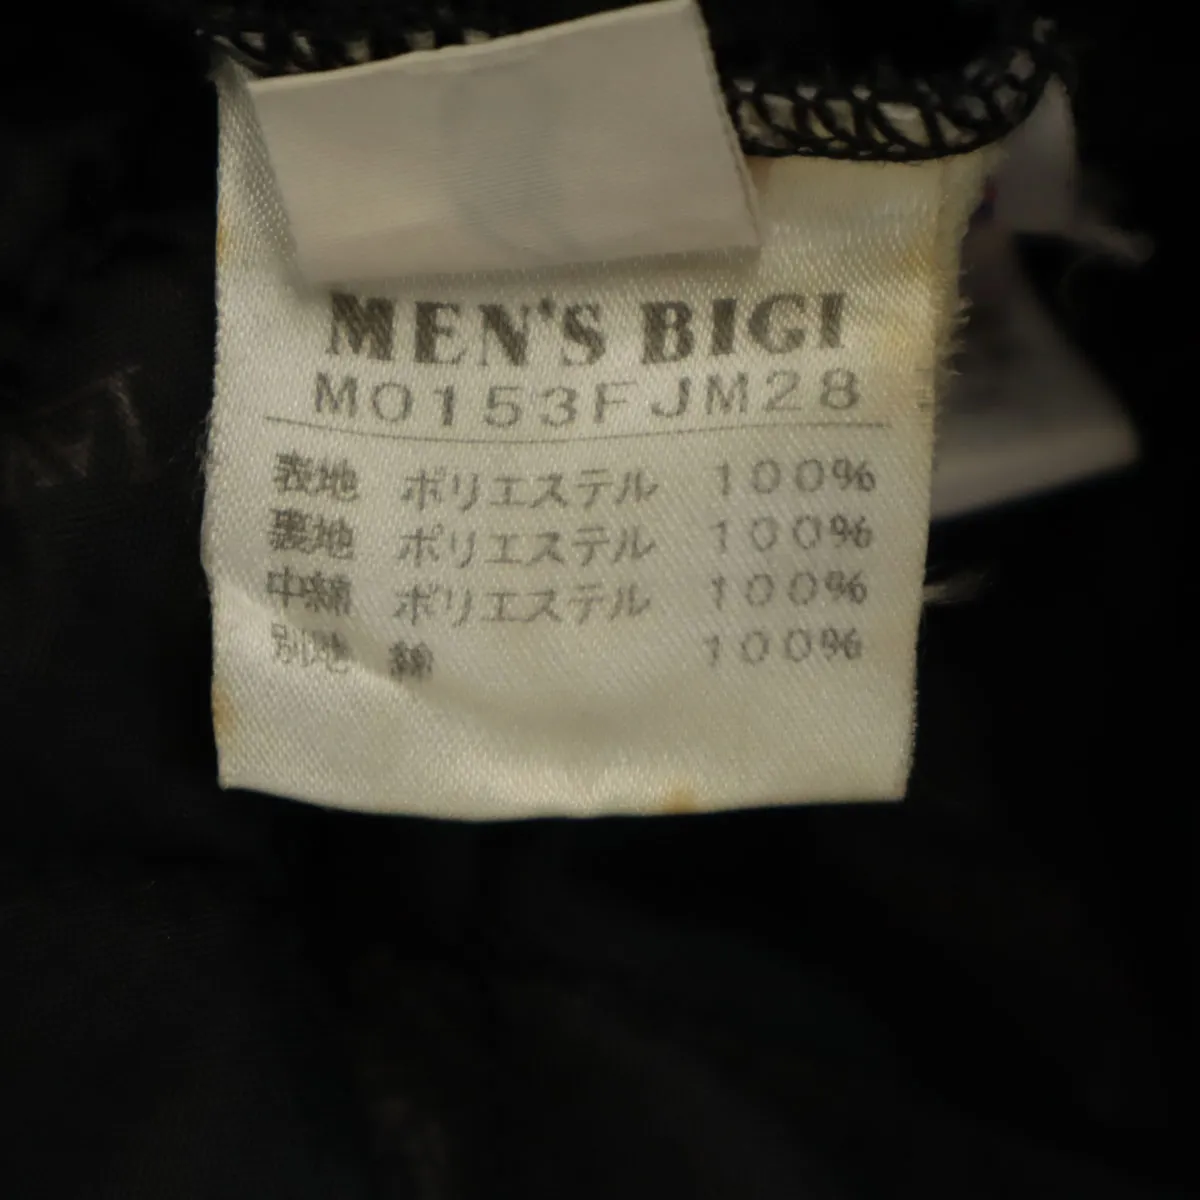 MEN'S BIGI
M0153FJM28
表地 ポリエステル 100%
裏地 ポリエステル 100%
中綿 ポリエステル 100%
別地 綿 100%